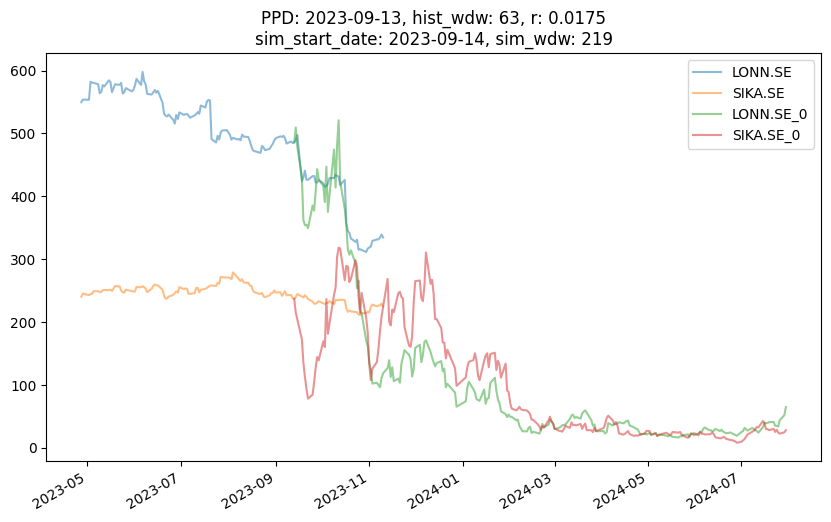 PPD: 2023-09-13, hist_wdw: 63, r: 0.0175
sim_start_date: 2023-09-14, sim_wdw: 219
LONN.SE
SIKA.SE
LONN.SE_0
SIKA.SE_0
600
500
400
300
200
100
0
2023-05
2023-07
2023-09
2023-11
2024-01
2024-03
2024-05
2024-07